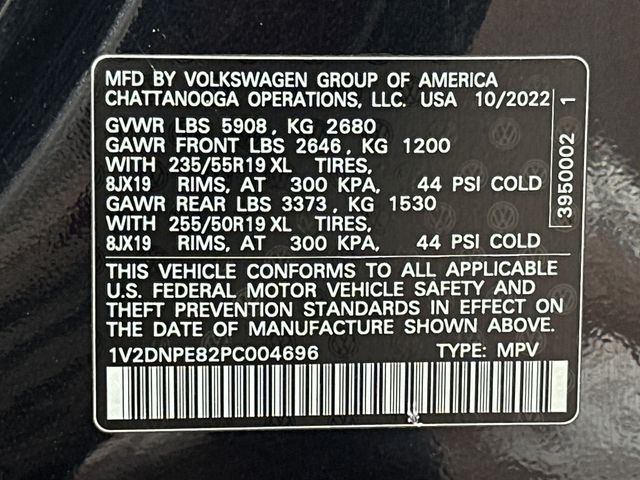 MFD BY VOLKSWAGEN GROUP OF AMERICA
CHATTANOOGA OPERATIONS, LLC. USA 10/2022
GVWR LBS 5908, KG 2680
GAWR FRONT LBS 2646, KG 1200
WITH 235/55R19 XL TIRES,
8JX19 RIMS, AT 300 KPA, 44 PSI COLD
GAWR REAR LBS 3373, KG 1530
WITH 255/50R19 XL TIRES,
8JX19 RIMS, AT 300 KPA, 44 PSI COLD
3950002 1
THIS VEHICLE CONFORMS TO ALL APPLICABLE
U.S. FEDERAL MOTOR VEHICLE SAFETY AND
THEFT PREVENTION STANDARDS IN EFFECT ON
THE DATE OF MANUFACTURE SHOWN ABOVE.
1V2DNPE82PC004696 TYPE: MPV